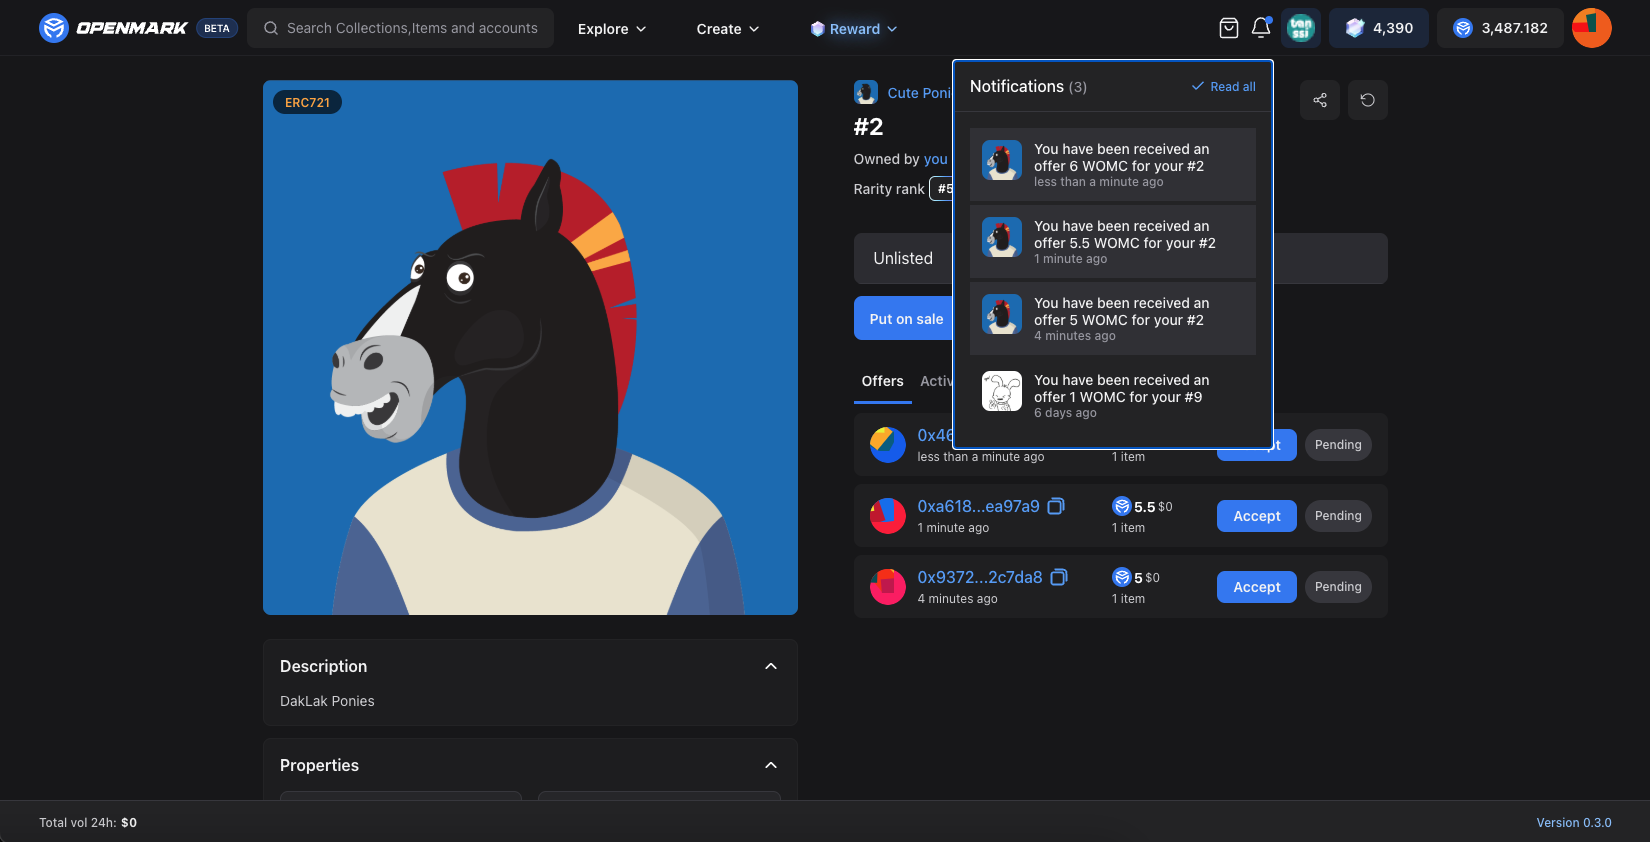 OPENMARK BETA
Search Collections,Items and accounts
Explore
Create
Reward
tan
ssi
4,390
3,487.182
ERC721
Cute Poni
#2
Owned by you
Rarity rank #5
Unlisted
Put on sale
Offers
Activ
Notifications (3)
Read all
You have been received an
offer 6 WOMC for your #2
less than a minute ago
You have been received an
offer 5.5 WOMC for your #2
1 minute ago
You have been received an
offer 5 WOMC for your #2
4 minutes ago
You have been received an
offer 1 WOMC for your #9
6 days ago
0x46
less than a minute ago
1 item
pt
Pending
0xa618...ea97a9
1 minute ago
5.5 $0
1 item
Accept
Pending
0x9372...2c7da8
4 minutes ago
5 $0
1 item
Accept
Pending
Description
DakLak Ponies
Properties
Total vol 24h: $0
Version 0.3.0